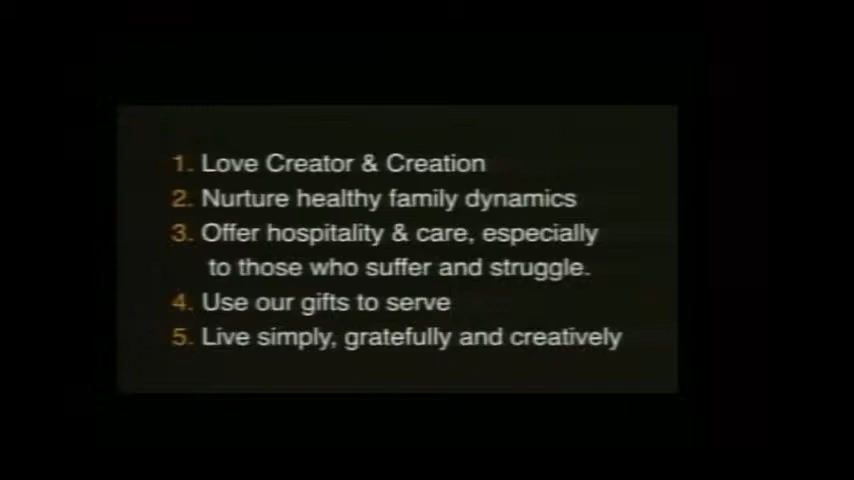 1. Love Creator & Creation
2. Nurture healthy family dynamics
3. Offer hospitality & care, especially
to those who suffer and struggle.
4. Use our gifts to serve
5. Live simply, gratefully and creatively